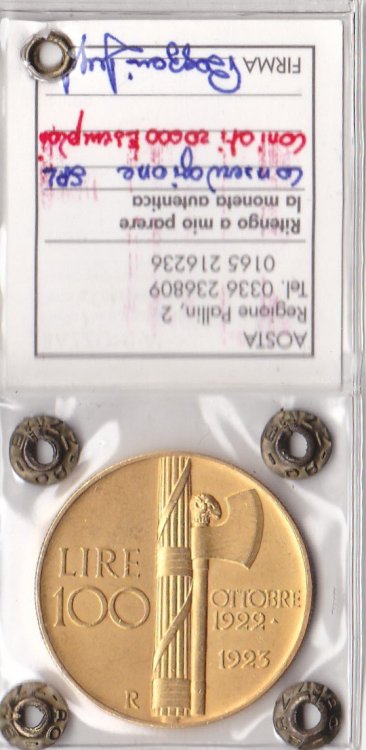 AOSTA
Regione Pallin, 2
Tel. 0336 236809
0165 216236
Ritengo a mio parere
la moneta autentica
Conservazione SPL
Coniati 20000 Esemplari
FIRMA
LIRE
100
OTTOBRE
1922
1923
R